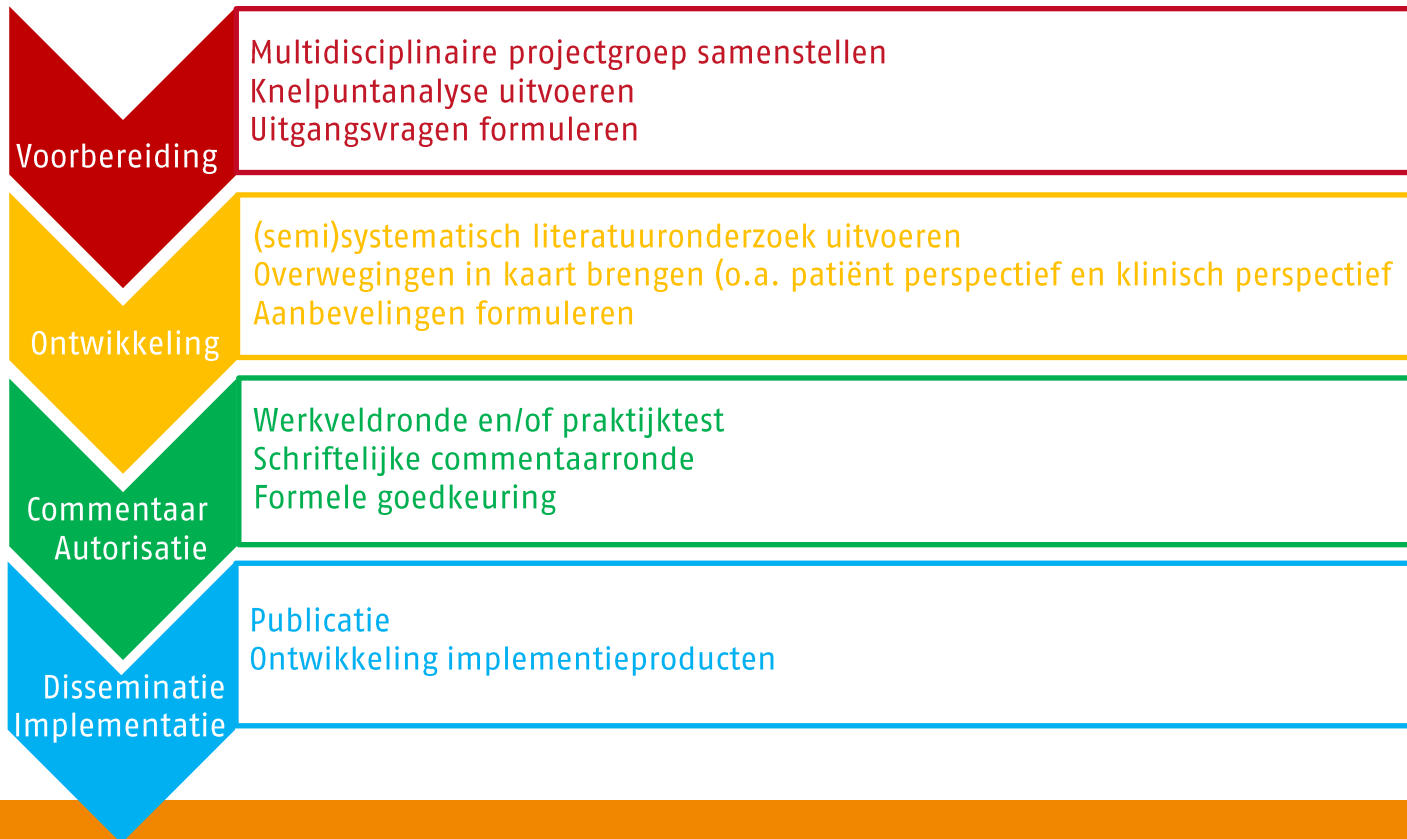 Voorbereiding
Multidisciplinaire projectgroep samenstellen
Knelpuntanalyse uitvoeren
Uitgangsvragen formuleren
Ontwikkeling
(semi)systematisch literatuuronderzoek uitvoeren
Overwegingen in kaart brengen (o.a. patiënt perspectief en klinisch perspectief
Aanbevelingen formuleren
Commentaar
Autorisatie
Werkveldronde en/of praktijktest
Schriftelijke commentaarronde
Formele goedkeuring
Disseminatie
Implementatie
Publicatie
Ontwikkeling implementieproducten